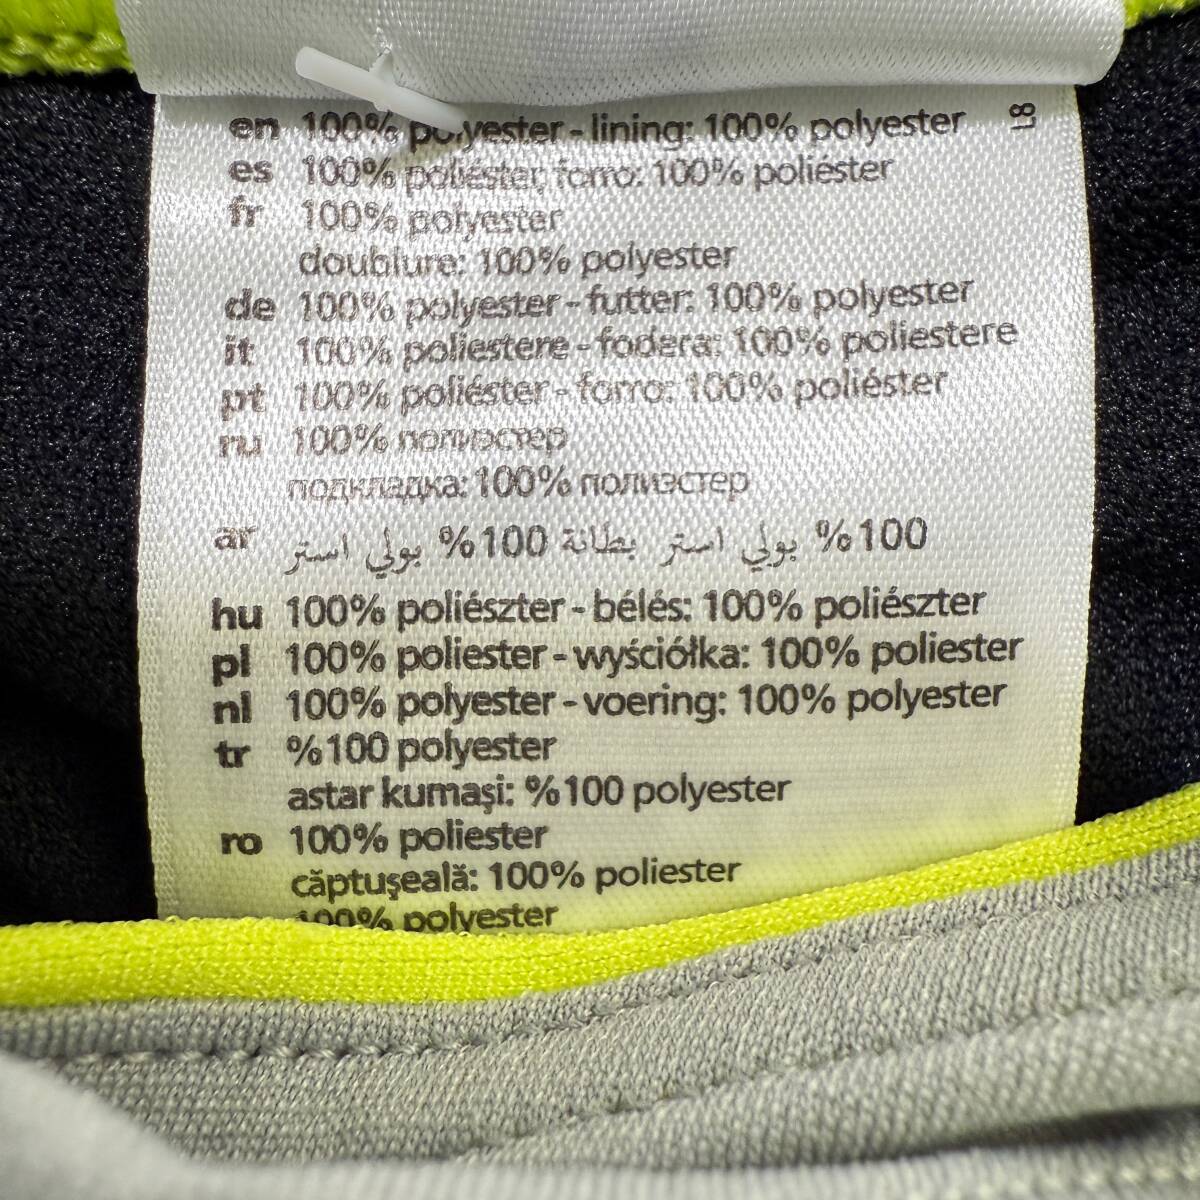 en 100% polyester - lining: 100% polyester
L8
es 100% poliéster, forro: 100% poliéster
fr 100% polyester
doublure: 100% polyester
de 100% polyester - futter: 100% polyester
it 100% poliestere - fodera: 100% poliestere
pt 100% poliéster - forro: 100% poliéster
ru 100% полиэстер
подкладка: 100% полиэстер
ar 100% بولي استر بطانة 100% بولي استر
hu 100% poliészter - bélés: 100% poliészter
pl 100% poliester - wyściółka: 100% poliester
nl 100% polyester - voering: 100% polyester
tr %100 polyester
astar kumaşi: %100 polyester
ro 100% poliester
căptuşeală: 100% poliester
100% polyester